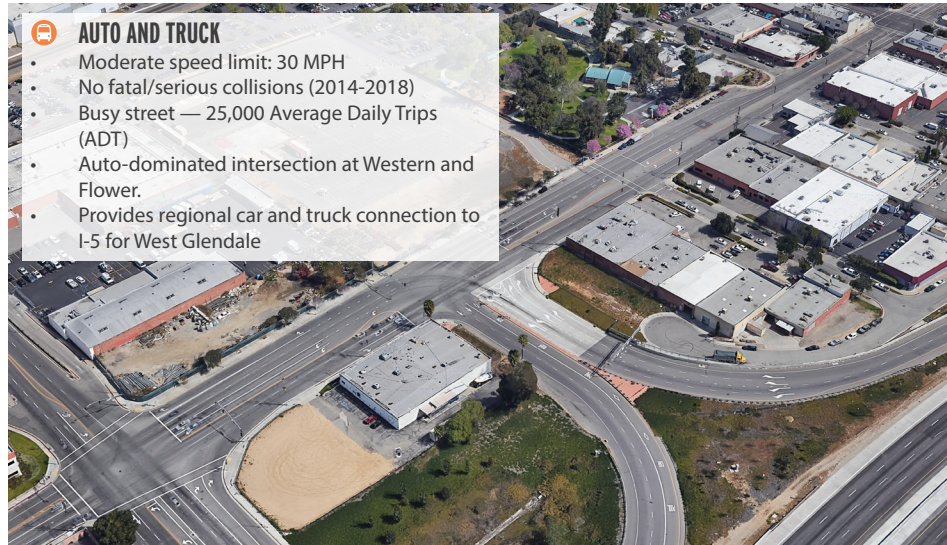 AUTO AND TRUCK
• Moderate speed limit: 30 MPH
• No fatal/serious collisions (2014-2018)
• Busy street — 25,000 Average Daily Trips
(ADT)
• Auto-dominated intersection at Western and
Flower.
• Provides regional car and truck connection to
I-5 for West Glendale